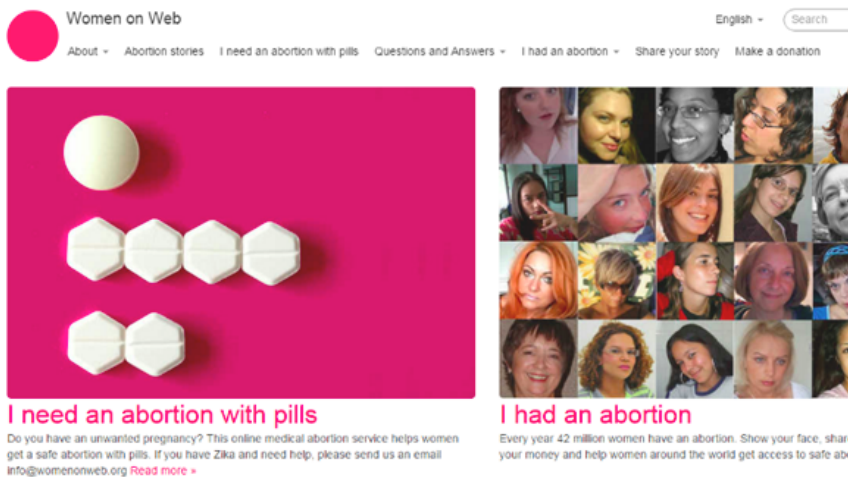 Women on Web
English
Search
About
Abortion stories
I need an abortion with pills
Questions and Answers
I had an abortion
Share your story
Make a donation
I need an abortion with pills
Do you have an unwanted pregnancy? This online medical abortion service helps women
get a safe abortion with pills. If you have Zika and need help, please send us an email
info@womenonweb.org Read more »
I had an abortion
Every year 42 million women have an abortion. Show your face,
your money and help women around the world get access to safe